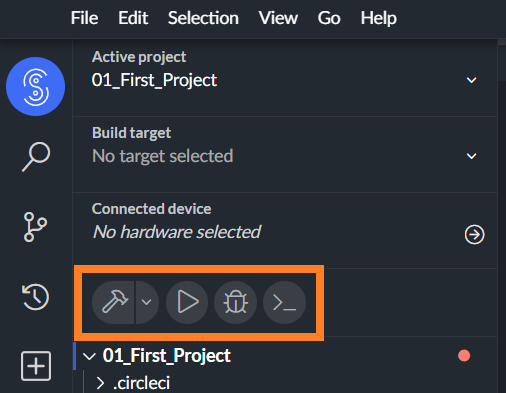 File Edit Selection View Go Help
Active project
01_First_Project
Build target
No target selected
Connected device
No hardware selected
01_First_Project
.circleci